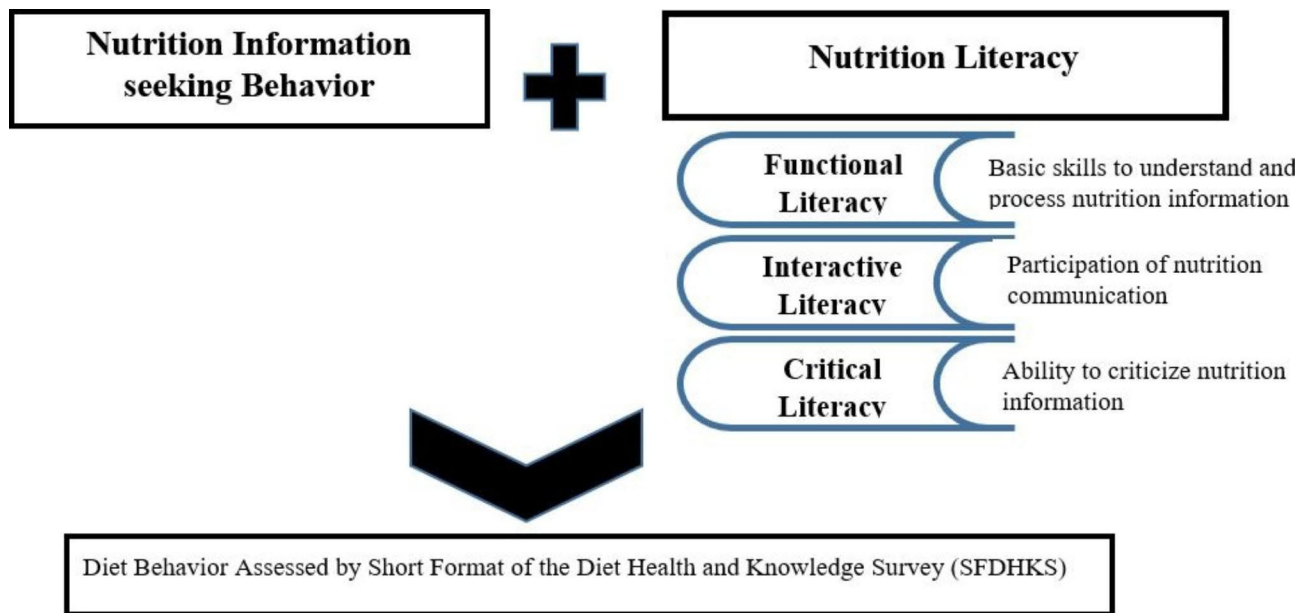 Nutrition Information
seeking Behavior
Nutrition Literacy
Functional
Literacy
Basic skills to understand and
process nutrition information
Interactive
Literacy
Participation of nutrition
communication
Critical
Literacy
Ability to criticize nutrition
information
Diet Behavior Assessed by Short Format of the Diet Health and Knowledge Survey (SFDHKS)